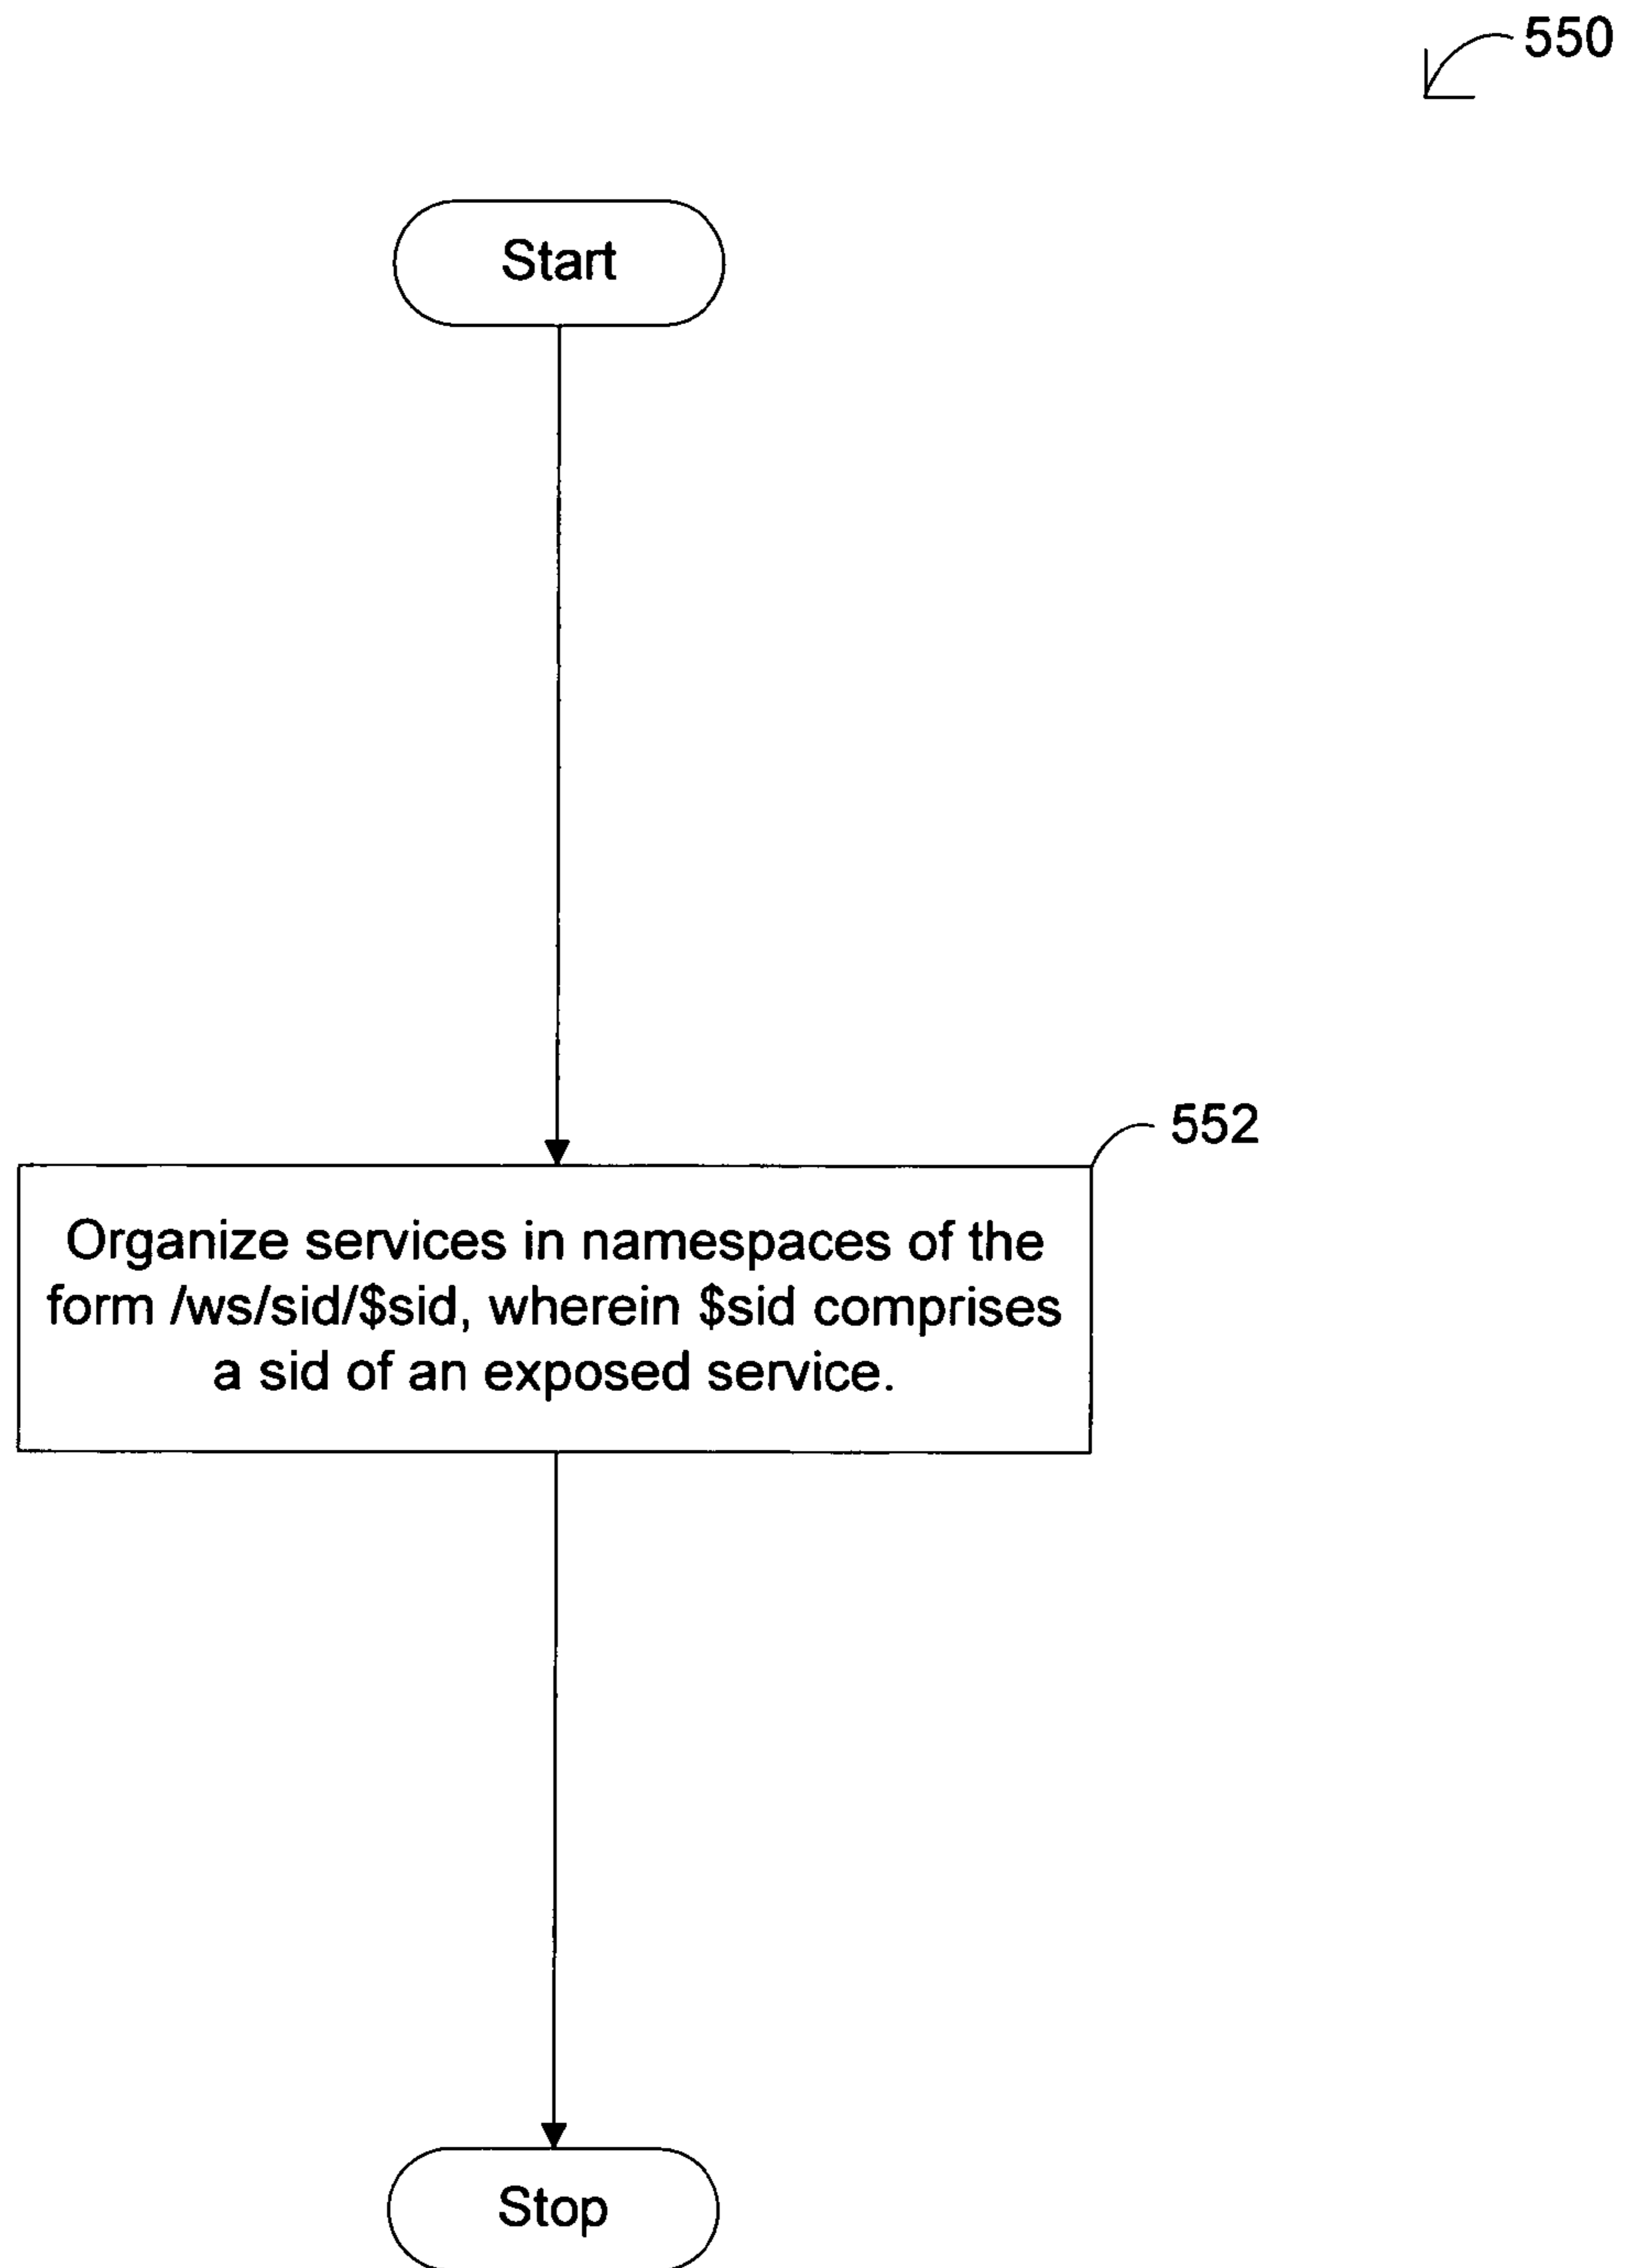 550
Start
552
Organize services in namespaces of the
form /ws/sid/$sid, wherein $sid comprises
a sid of an exposed service.
Stop